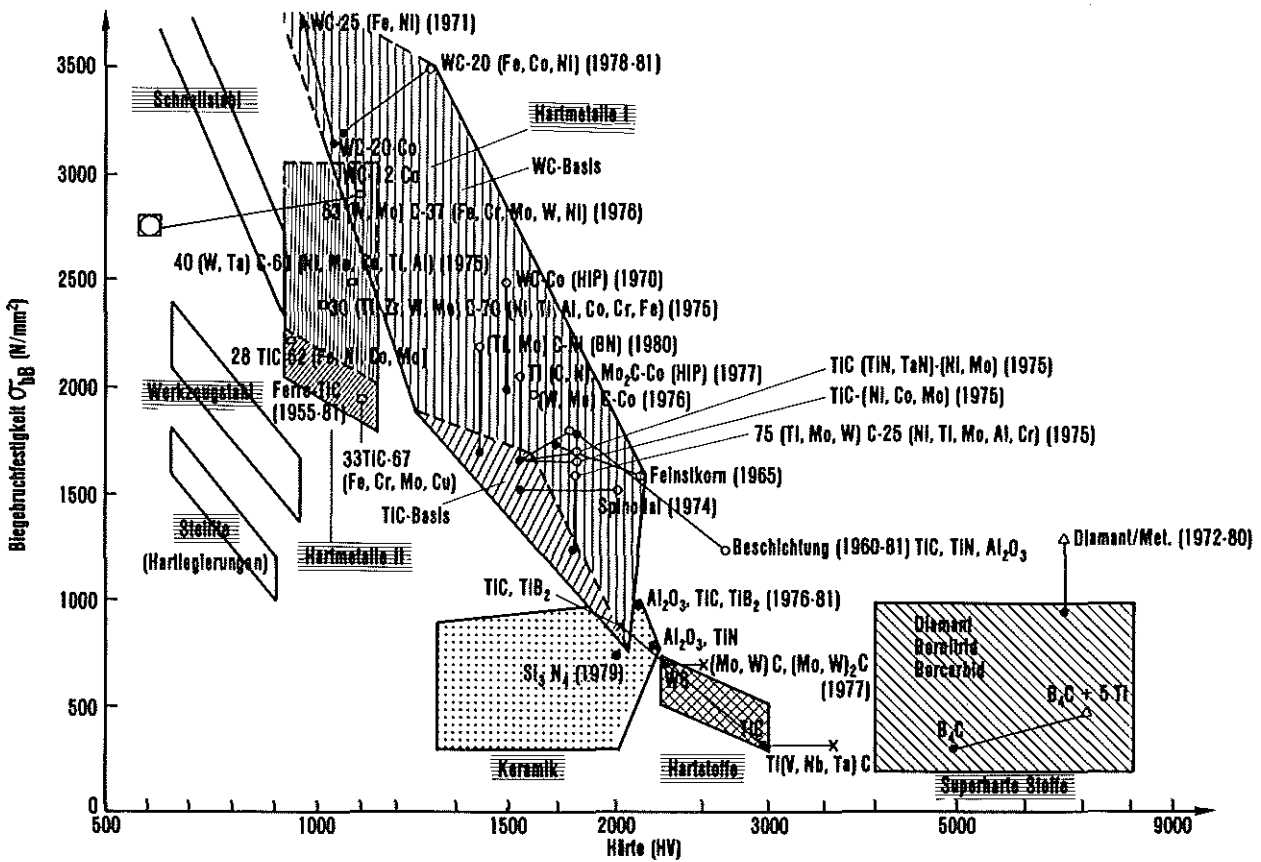 WC-25 (Fe, Ni) (1971)
3500
WC-20 (Fe, Co, Ni) (1978-81)
Schnellstahl
Hartmetalle I
WC-20 Co
WC-Basis
3000
WC-12 Co
63 (W, Mo) C-37 (Fe, Cr, Mo, W, Ni) (1976)
40 (W, Ta) C-60 (Ni, Mo, Co, Ti, Al) (1975)
2500
WC-Co (HIP) (1970)
30 (Ti, Zr, W, Mo) C-70 (Ni, Ti, Al, Co, Cr, Fe) (1975)
28 TiC-62 (Fe, Ni, Co, Mo)
(Ti, Mo) C-Ni (BN) (1980)
TiC (TiN, TaN)-(Ni, Mo) (1975)
2000
Werkzeugstahl
Ferro-TiC
(1955-81)
Ti (C, N), Mo₂C-Co (HIP) (1977)
TiC-(Ni, Co, Mo) (1975)
(W, Mo) C-Co (1976)
75 (Ti, Mo, W) C-25 (Ni, Ti, Mo, Al, Cr) (1975)
33TiC-67
(Fe, Cr, Mo, Cu)
Feinstkorn (1965)
1500
TiC-Basis
Spinodal (1974)
Stellite
(Hartlegierungen)
Hartmetalle II
Beschichtung (1960-81) TiC, TiN, Al₂O₃
Diamant/Met. (1972-80)
TiC, TiB₂
1000
Al₂O₃, TiC, TiB₂ (1976-81)
Diamant
Bornitrid
Borcarbid
Al₂O₃, TiN
Si₃ N₄ (1979)
WC
(Mo, W) C, (Mo, W)₂C
(1977)
B₄C + 5 Ti
500
TiC
B₄C
Ti(V, Nb, Ta) C
Keramik
Hartstoffe
Superharte Stoffe
0
500
1000
2000
3000
5000
9000
Härte (HV)
Biegebruchfestigkeit σbB (N/mm²)